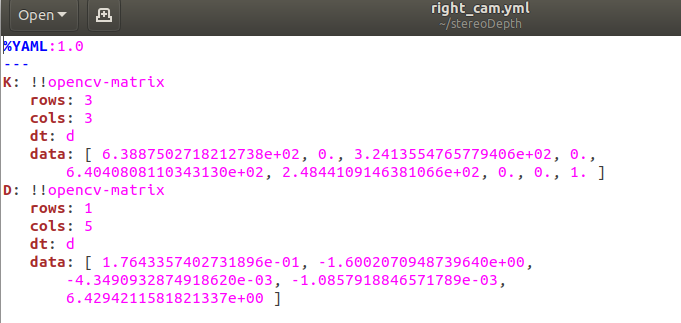 Open
right_cam.yml
~/stereoDepth
%YAML:1.0
---
K: !!opencv-matrix
rows: 3
cols: 3
dt: d
data: [ 6.3887502718212738e+02, 0., 3.2413554765779406e+02, 0.,
6.4040808110343130e+02, 2.4844109146381066e+02, 0., 0., 1. ]
D: !!opencv-matrix
rows: 1
cols: 5
dt: d
data: [ 1.7643357402731896e-01, -1.6002070948739640e+00,
-4.3490932874918620e-03, -1.0857918846571789e-03,
6.4294211581821337e+00 ]